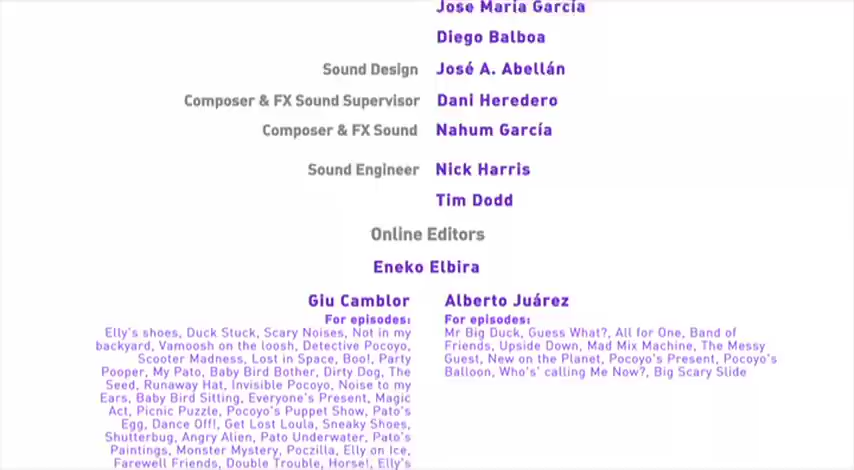 Jose María García
Diego Balboa
Sound Design José A. Abellán
Composer & FX Sound Supervisor Dani Heredero
Composer & FX Sound Nahum García
Sound Engineer Nick Harris
Tim Dodd
Online Editors
Eneko Elbira
Giu Camblor
For episodes:
Elly's shoes, Duck Stuck, Scary Noises, Not in my
backyard, Vamoosh on the loosh, Detective Pocoyo,
Scooter Madness, Lost in Space, Boo!, Party
Pooper, My Pato, Baby Bird Bother, Dirty Dog, The
Seed, Runaway Hat, Invisible Pocoyo, Noise to my
Ears, Baby Bird Sitting, Everyone's Present, Magic
Act, Picnic Puzzle, Pocoyo's Puppet Show, Pato's
Egg, Dance Off!, Get Lost Loula, Sneaky Shoes,
Shutterbug, Angry Alien, Pato Underwater, Pato's
Paintings, Monster Mystery, Poczilla, Elly on Ice,
Farewell Friends, Double Trouble, Horse!, Elly's
Alberto Juárez
For episodes:
Mr Big Duck, Guess What?, All for One, Band of
Friends, Upside Down, Mad Mix Machine, The Messy
Guest, New on the Planet, Pocoyo's Present, Pocoyo's
Balloon, Who's' calling Me Now?, Big Scary Slide